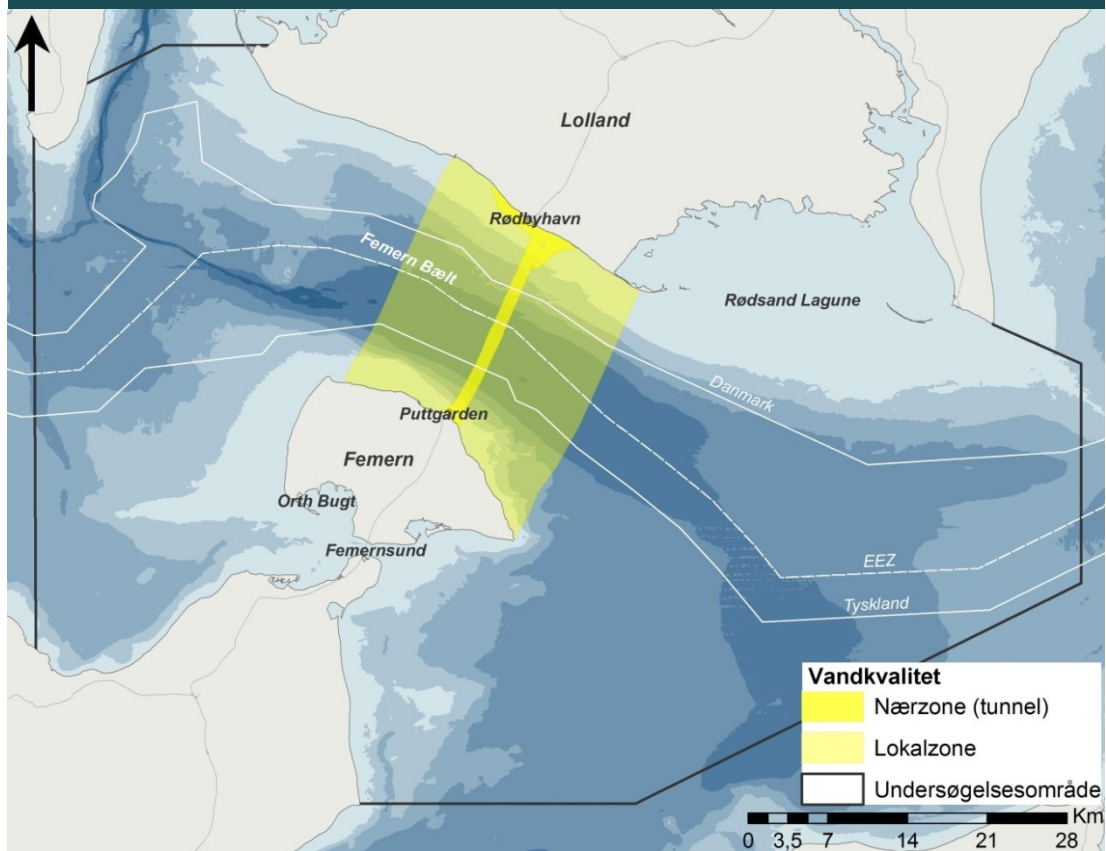 Lolland
Rødbyhavn
Femern Bælt
Rødsand Lagune
Danmark
Puttgarden
Femern
Orth Bugt
Femernsund
EEZ
Tyskland
Vandkvalitet
Nærzone (tunnel)
Lokalzone
Undersøgelsesområde
Km
0 3,5 7 14 21 28